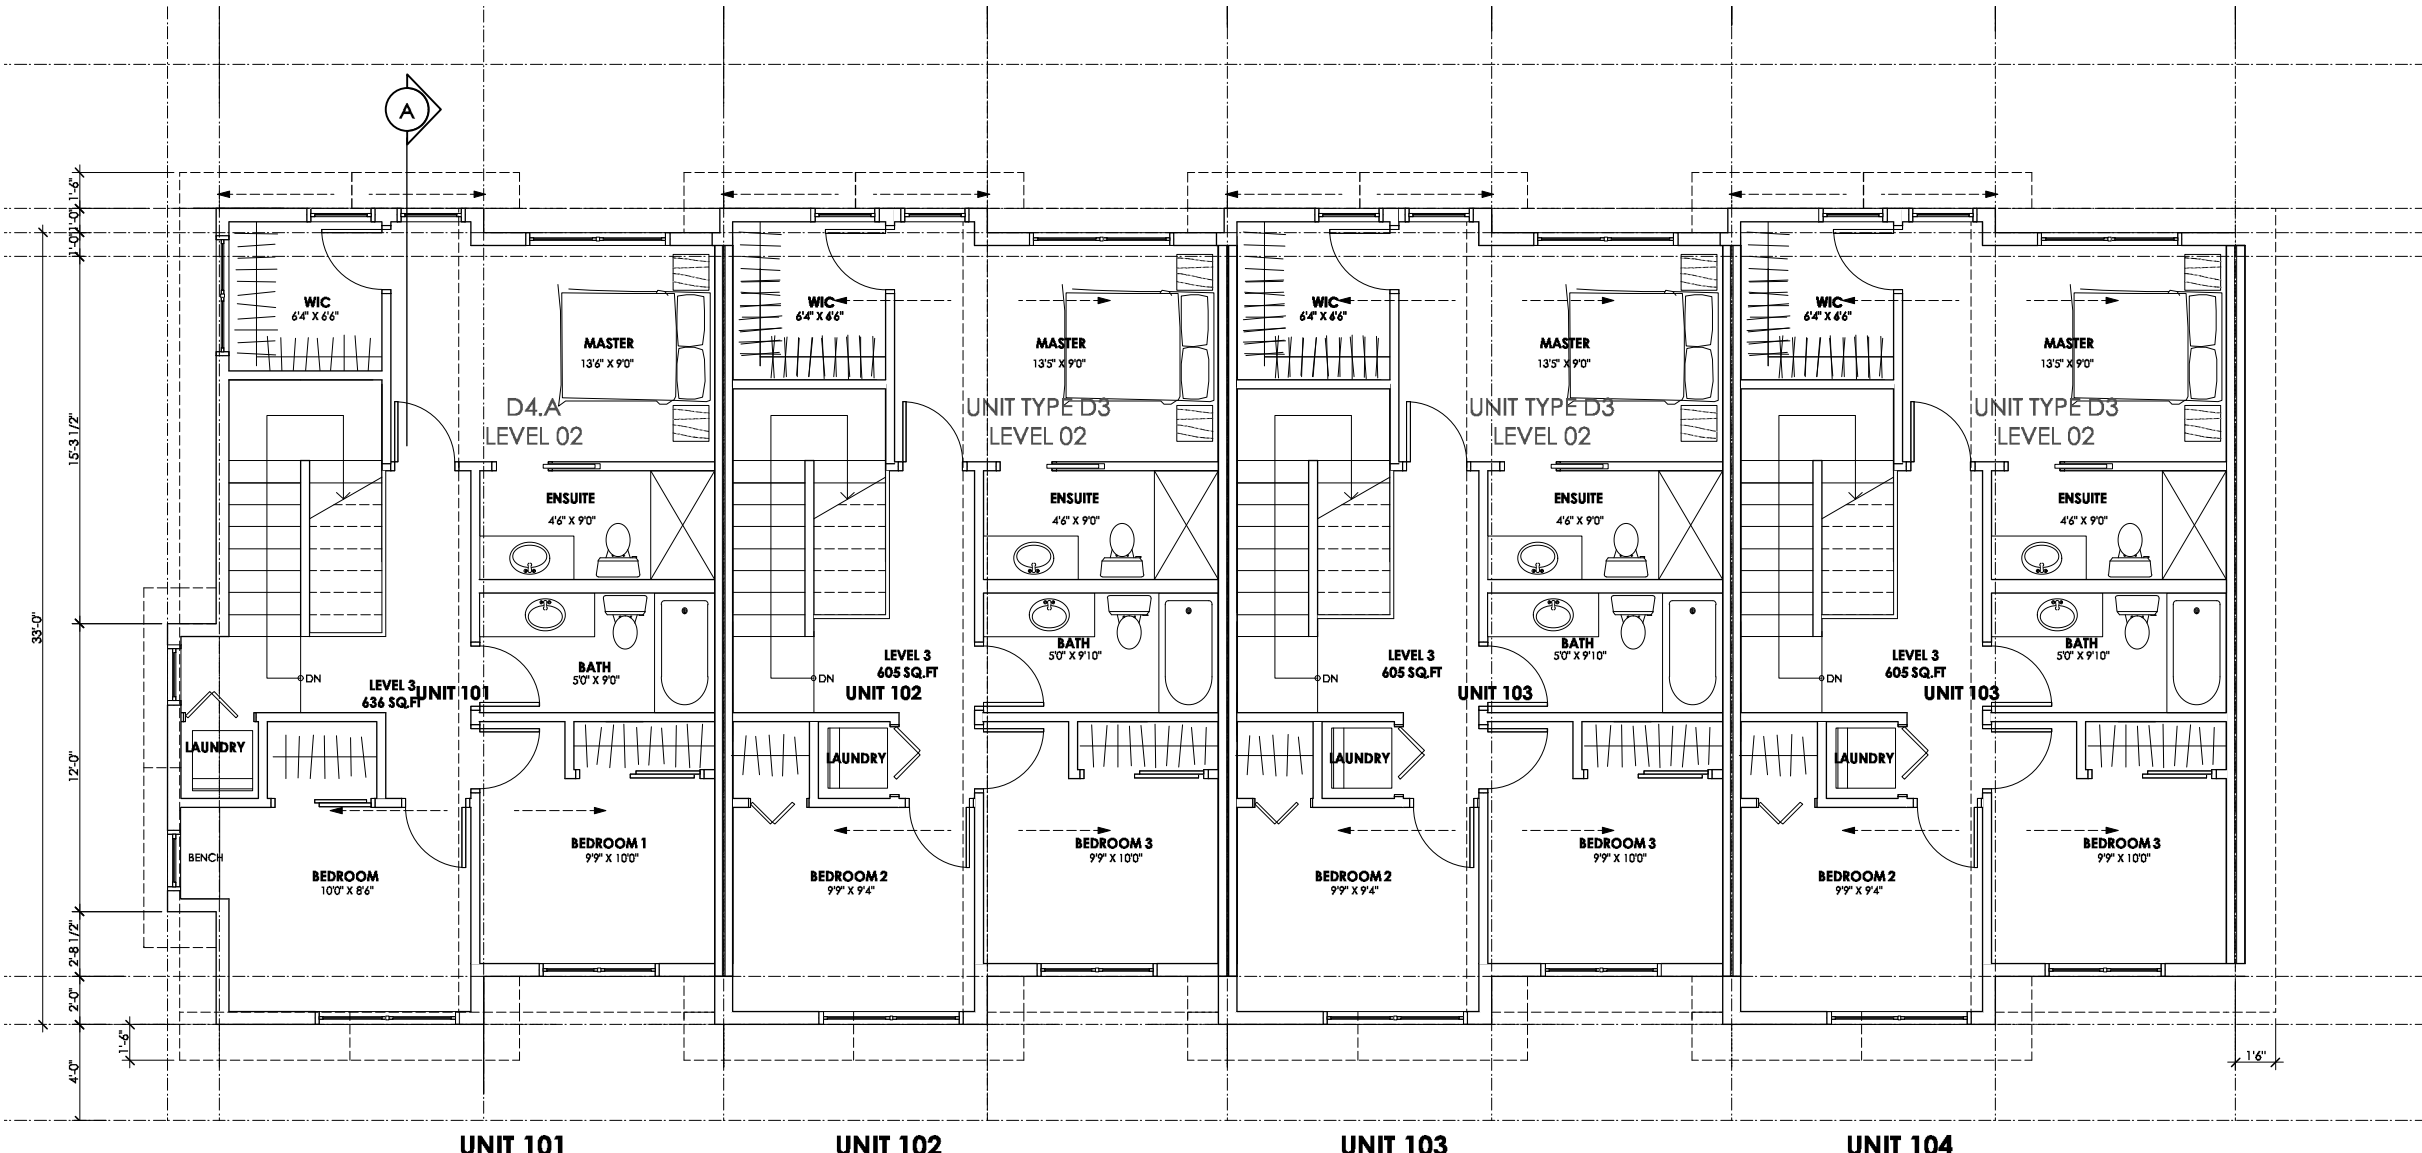 A
1'-6"
1'-0"
1'-0"
15'-3 1/2"
33'-0"
12'-0"
2'-8 1/2"
2'-0"
1'-6"
4'-0"
WIC
6'4" X 6'6"
MASTER
13'6" X 9'0"
D4.A
LEVEL 02
ENSUITE
4'6" X 9'0"
BATH
5'0" X 9'0"
DN
LEVEL 3
636 SQ.FT
UNIT 101
LAUNDRY
BENCH
BEDROOM
10'0" X 8'6"
BEDROOM 1
9'9" X 10'0"
WIC
6'4" X 6'6"
MASTER
13'5" X 9'0"
UNIT TYPE D3
LEVEL 02
ENSUITE
4'6" X 9'0"
BATH
5'0" X 9'10"
LEVEL 3
605 SQ.FT
DN
UNIT 102
LAUNDRY
BEDROOM 2
9'9" X 9'4"
BEDROOM 3
9'9" X 10'0"
WIC
6'4" X 6'6"
MASTER
13'5" X 9'0"
UNIT TYPE D3
LEVEL 02
ENSUITE
4'6" X 9'0"
BATH
5'0" X 9'10"
LEVEL 3
605 SQ.FT
DN
UNIT 103
LAUNDRY
BEDROOM 2
9'9" X 9'4"
BEDROOM 3
9'9" X 10'0"
WIC
6'4" X 6'6"
MASTER
13'5" X 9'0"
UNIT TYPE D3
LEVEL 02
ENSUITE
4'6" X 9'0"
BATH
5'0" X 9'10"
LEVEL 3
605 SQ.FT
DN
UNIT 103
LAUNDRY
BEDROOM 2
9'9" X 9'4"
BEDROOM 3
9'9" X 10'0"
1'6"
UNIT 101
UNIT 102
UNIT 103
UNIT 104